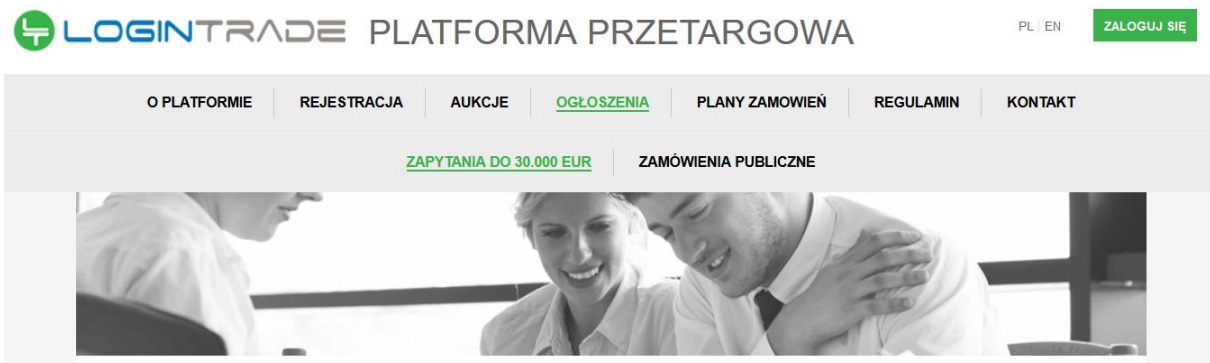 LOGINTRADE PLATFORMA PRZETARGOWA PL | EN ZALOGUJ SIĘ
O PLATFORMIE REJESTRACJA AUKCJE OGŁOSZENIA PLANY ZAMOWIEŃ REGULAMIN KONTAKT
ZAPYTANIA DO 30.000 EUR ZAMÓWIENIA PUBLICZNE